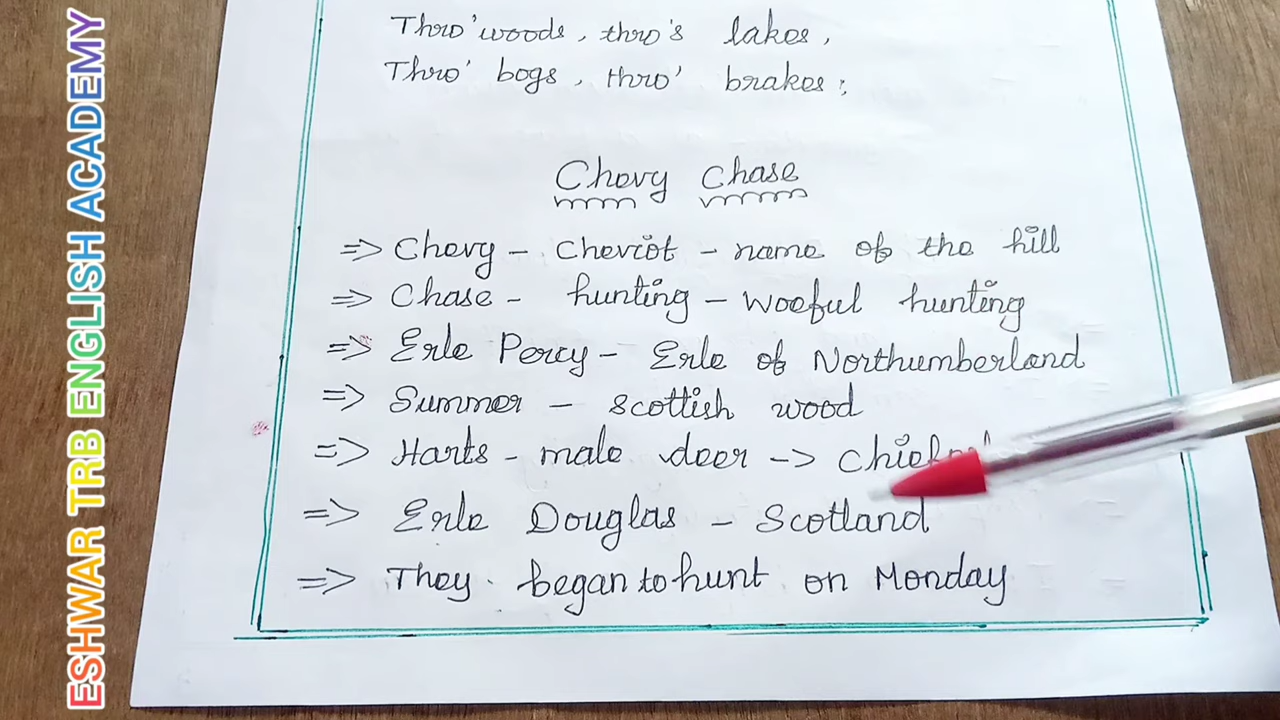 Thro' woods, thro's lakes,
Thro' bogs, thro' brakes:
Chevy Chase
=> Chevy - Cheviot - name of the hill
=> Chase - hunting - Woeful hunting
=> Erle Percy - Erle of Northumberland
=> Summer - Scottish wood
=> Harts - male deer ->
=> Erle Douglas - Scotland
=> They began to hunt on Monday
ESHWAR TRB ENGLISH ACADEMY